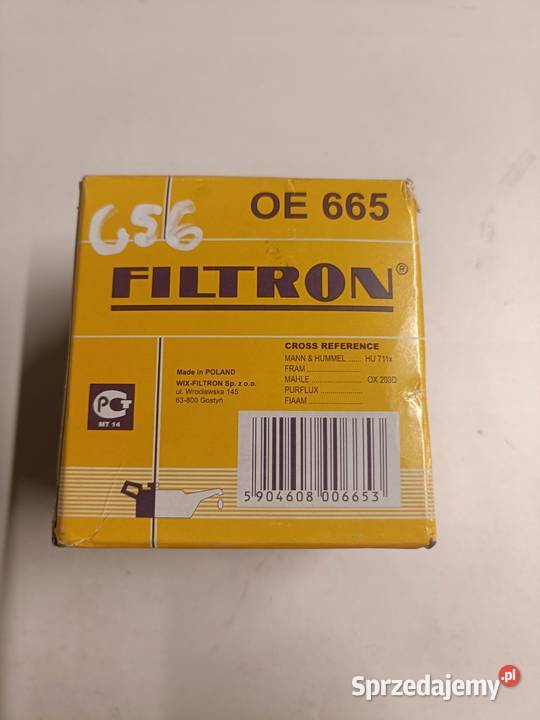 OE 665
656
FILTRON®
CROSS REFERENCE
MANN & HUMMEL ...... HU 711x
FRAM ........................
MAHLE ........................ OX 203D
PURFLUX ...................
FIAAM ........................
Made in POLAND
WIX-FILTRON Sp. z o.o.
ul. Wrocławska 145
63-800 Gostyń
PCT
MT 14
5 904608 006653
Sprzedajemy.pl